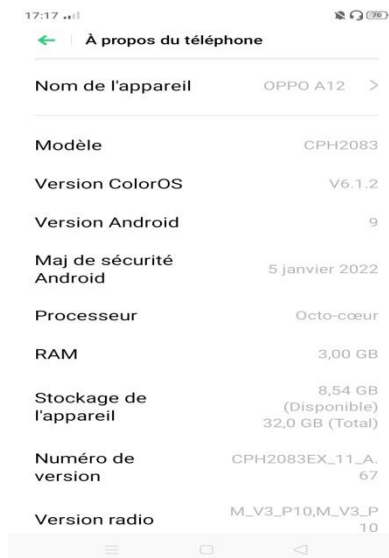 17:17
70
À propos du téléphone
Nom de l'appareil OPPO A12 >
Modèle CPH2083
Version ColorOS V6.1.2
Version Android 9
Maj de sécurité
Android 5 janvier 2022
Processeur Octo-cœur
RAM 3,00 GB
Stockage de
l'appareil
8,54 GB
(Disponible)
32,0 GB (Total)
Numéro de
version
CPH2083EX_11_A.
67
Version radio
M_V3_P10,M_V3_P
10